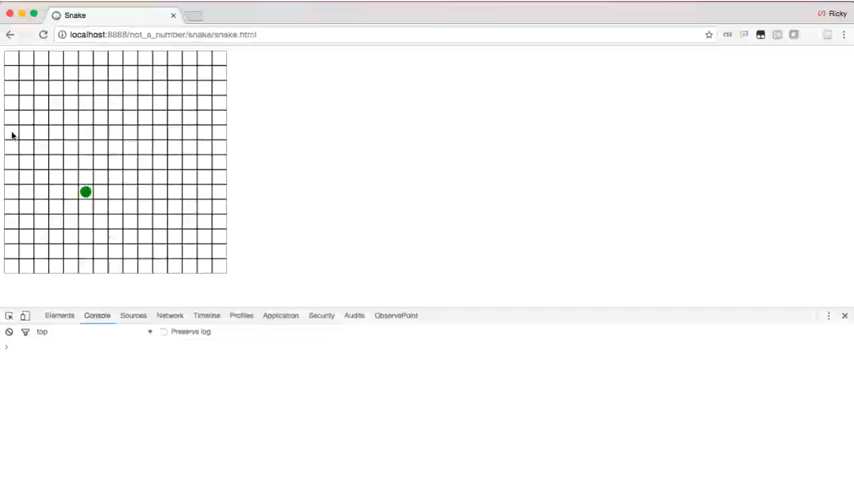 Snake
Ricky
localhost:8888/not_a_number/snake/snake.html
Elements Console Sources Network Timeline Profiles Application Security Audits ObservePoint
top Preserve log